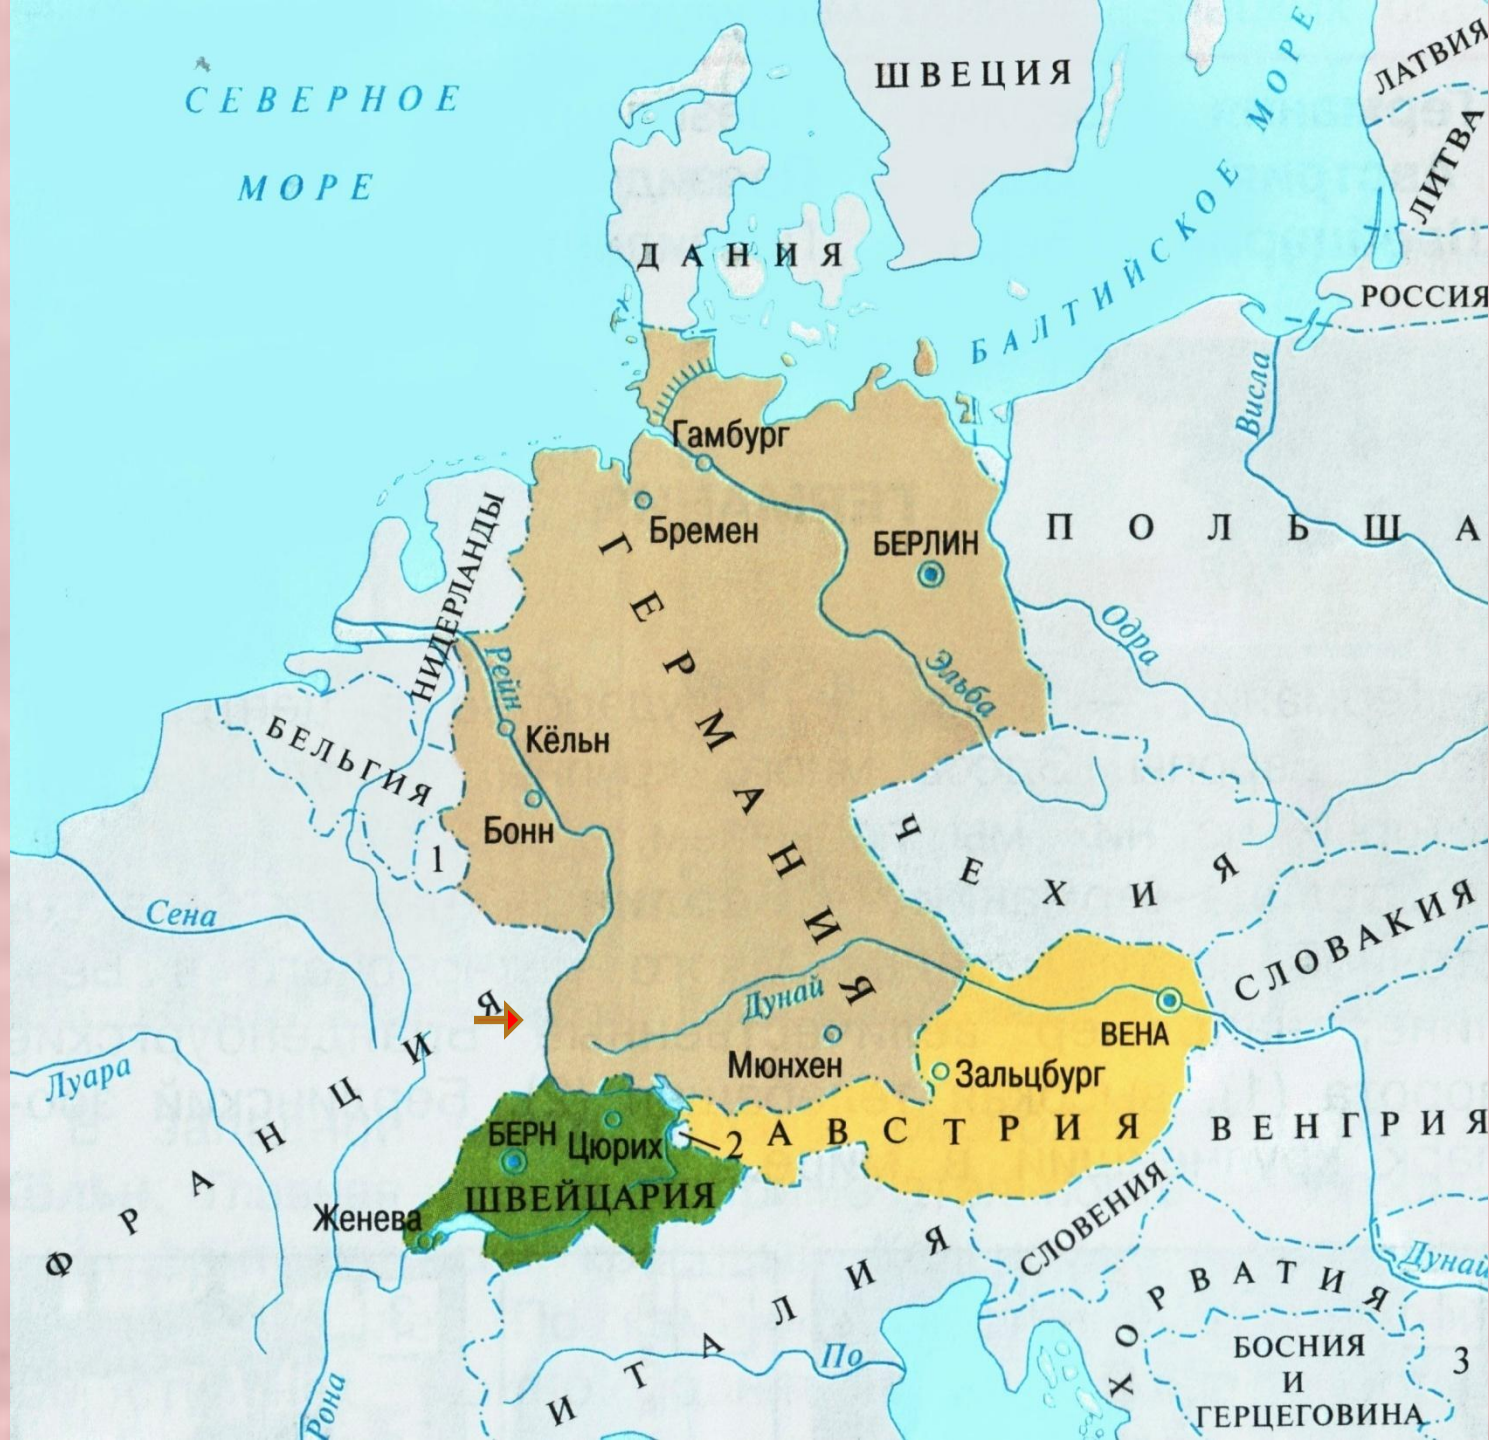 СЕВЕРНОЕ
МОРЕ
ШВЕЦИЯ
БАЛТИЙСКОЕ МОРЕ
ЛАТВИЯ
ЛИТВА
РОССИЯ
ДАНИЯ
Висла
Гамбург
Бремен
БЕРЛИН
ПОЛЬША
НИДЕРЛАНДЫ
ГЕРМАНИЯ
Одра
Эльба
Рейн
Кёльн
БЕЛЬГИЯ
Бонн
1
ЧЕХИЯ
СЛОВАКИЯ
Сена
Дунай
ВЕНА
Мюнхен
Зальцбург
Луара
ФРАНЦИЯ
БЕРН
Цюрих
2
АВСТРИЯ
ВЕНГРИЯ
ШВЕЙЦАРИЯ
Женева
СЛОВЕНИЯ
Дунай
ИТАЛИЯ
ХОРВАТИЯ
По
Рона
БОСНИЯ
И
ГЕРЦЕГОВИНА
3